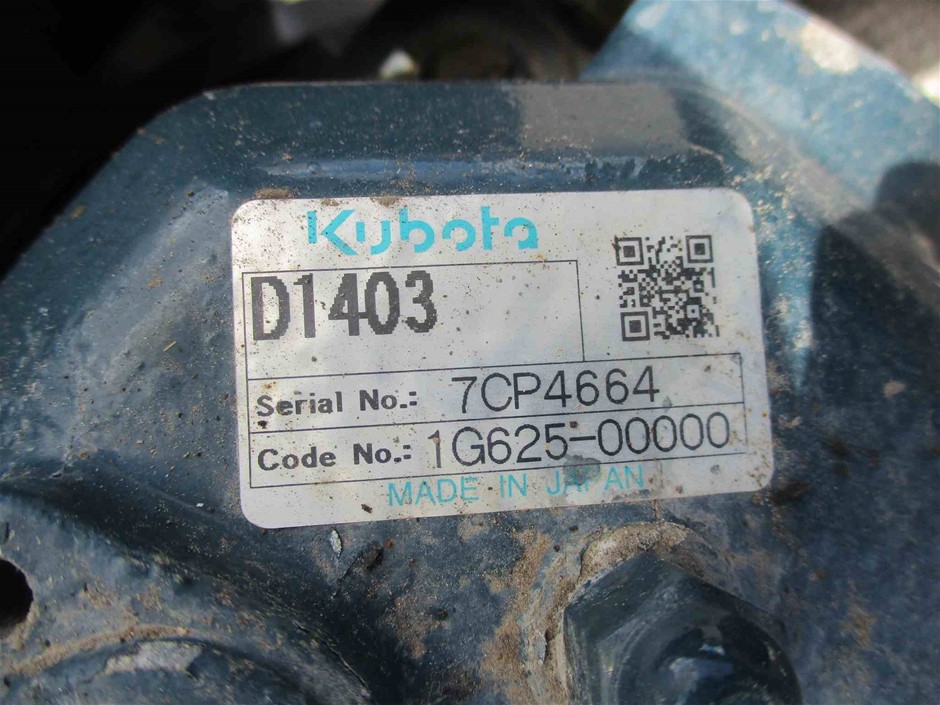 Kubota
D1403
Serial No.: 7CP4664
Code No.: 1G625-00000
MADE IN JAPAN